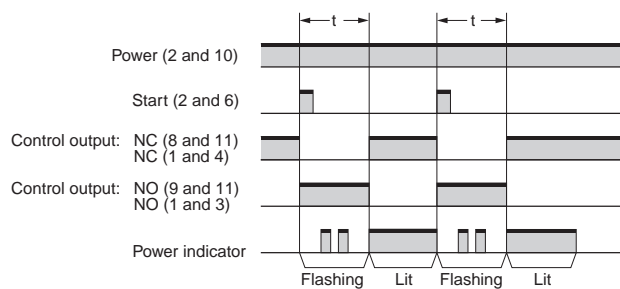 t t
Power (2 and 10)
Start (2 and 6)
Control output: NC (8 and 11)
NC (1 and 4)
Control output: NO (9 and 11)
NO (1 and 3)
Power indicator
Flashing Lit Flashing Lit